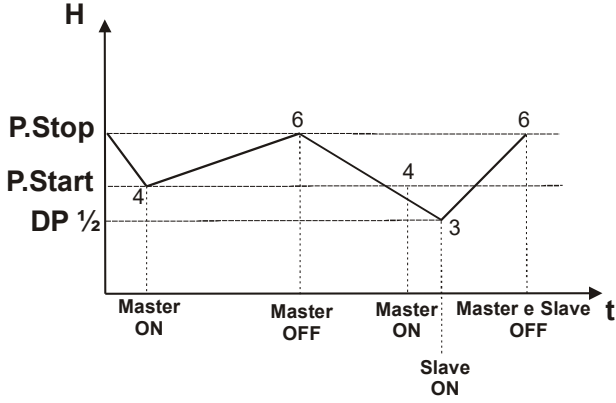 H
P.Stop
6
6
P.Start
4
4
DP ½
3
t
Master
ON
Master
OFF
Master
ON
Master e Slave
OFF
Slave
ON